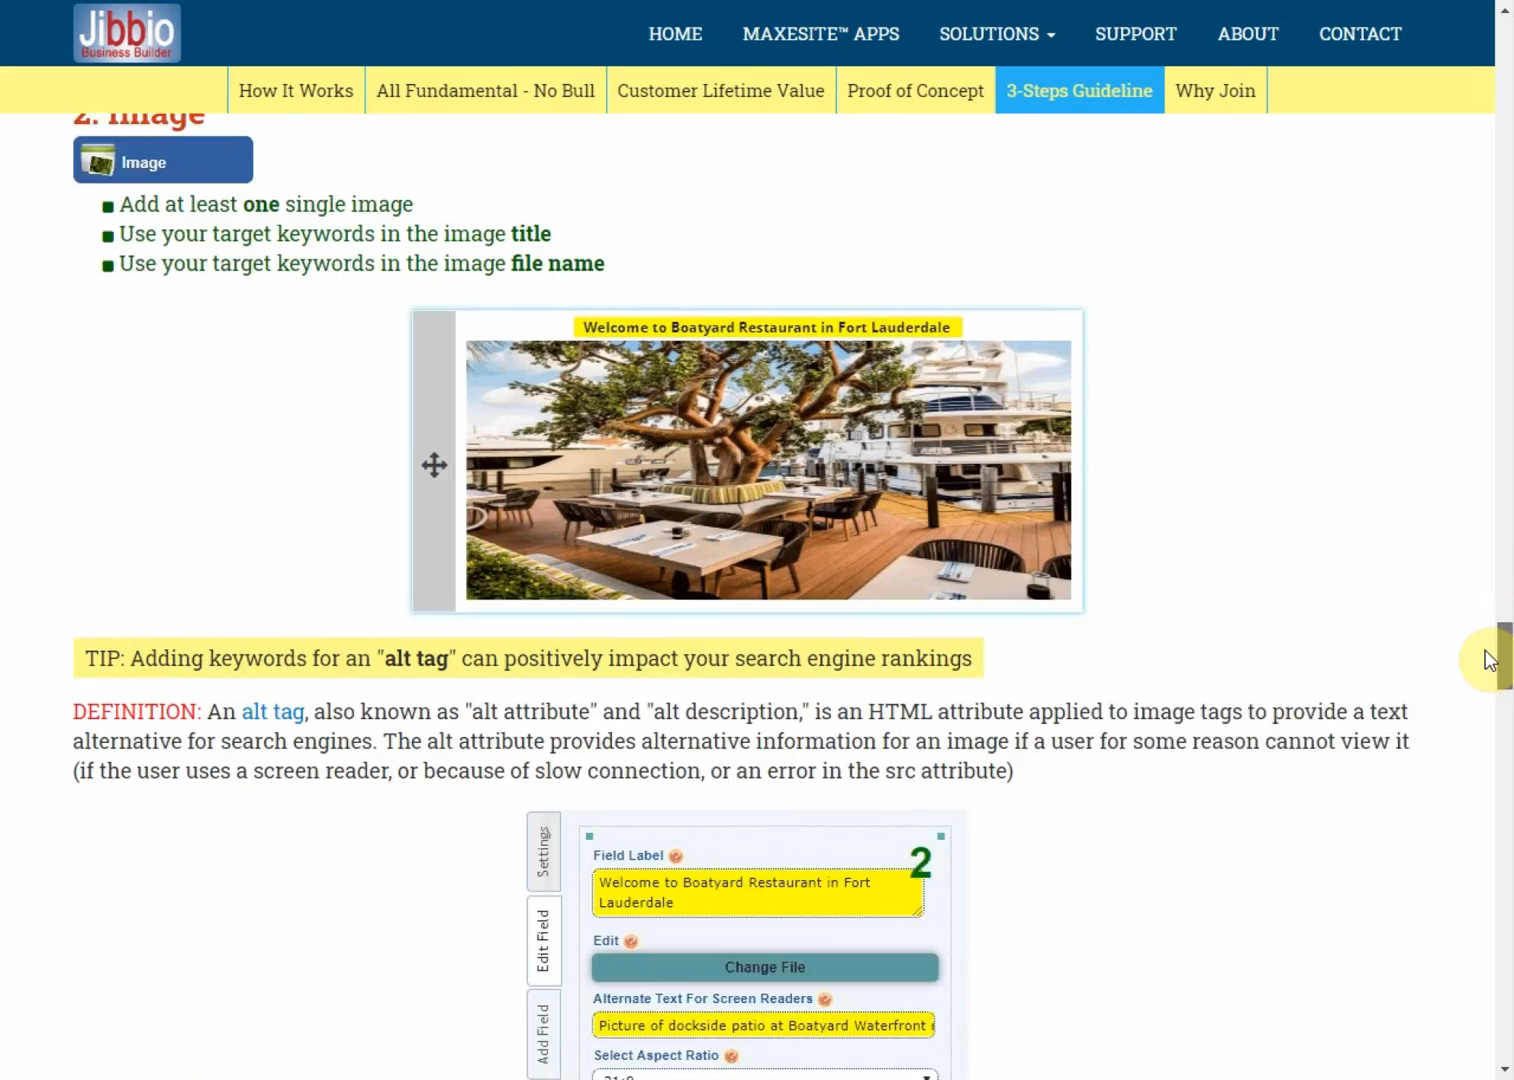 Jibbio
Business Builder
HOME
MAXESITE™ APPS
SOLUTIONS
SUPPORT
ABOUT
CONTACT
How It Works
All Fundamental - No Bull
Customer Lifetime Value
Proof of Concept
3-Steps Guideline
Why Join
2. Image
Image
Add at least one single image
Use your target keywords in the image title
Use your target keywords in the image file name
Welcome to Boatyard Restaurant in Fort Lauderdale
TIP: Adding keywords for an "alt tag" can positively impact your search engine rankings
DEFINITION: An alt tag, also known as "alt attribute" and "alt description," is an HTML attribute applied to image tags to provide a text
alternative for search engines. The alt attribute provides alternative information for an image if a user for some reason cannot view it
(if the user uses a screen reader, or because of slow connection, or an error in the src attribute)
Settings
Edit Field
Add Field
Field Label
2
Welcome to Boatyard Restaurant in Fort
Lauderdale
Edit
Change File
Alternate Text For Screen Readers
Picture of dockside patio at Boatyard Waterfront
Select Aspect Ratio